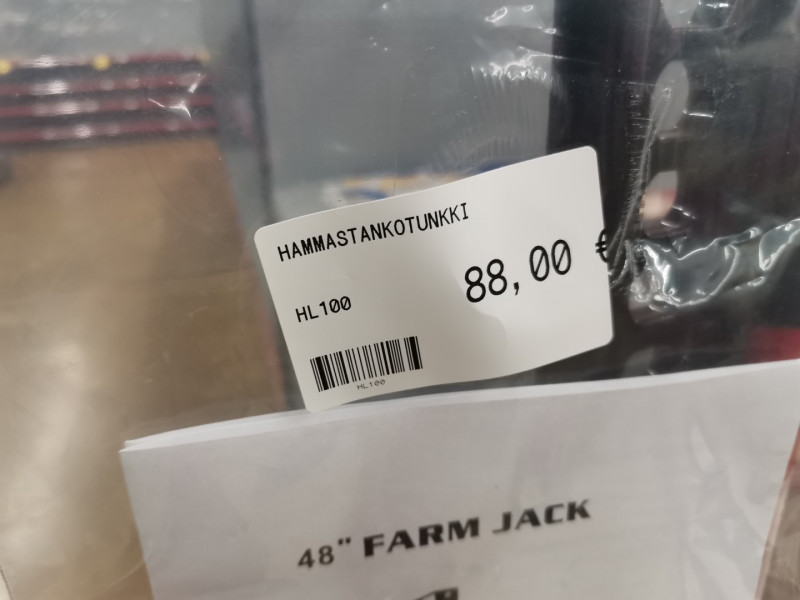 HAMMASTANKOTUNKKI
88,00 €
HL100
HL100
48" FARM JACK